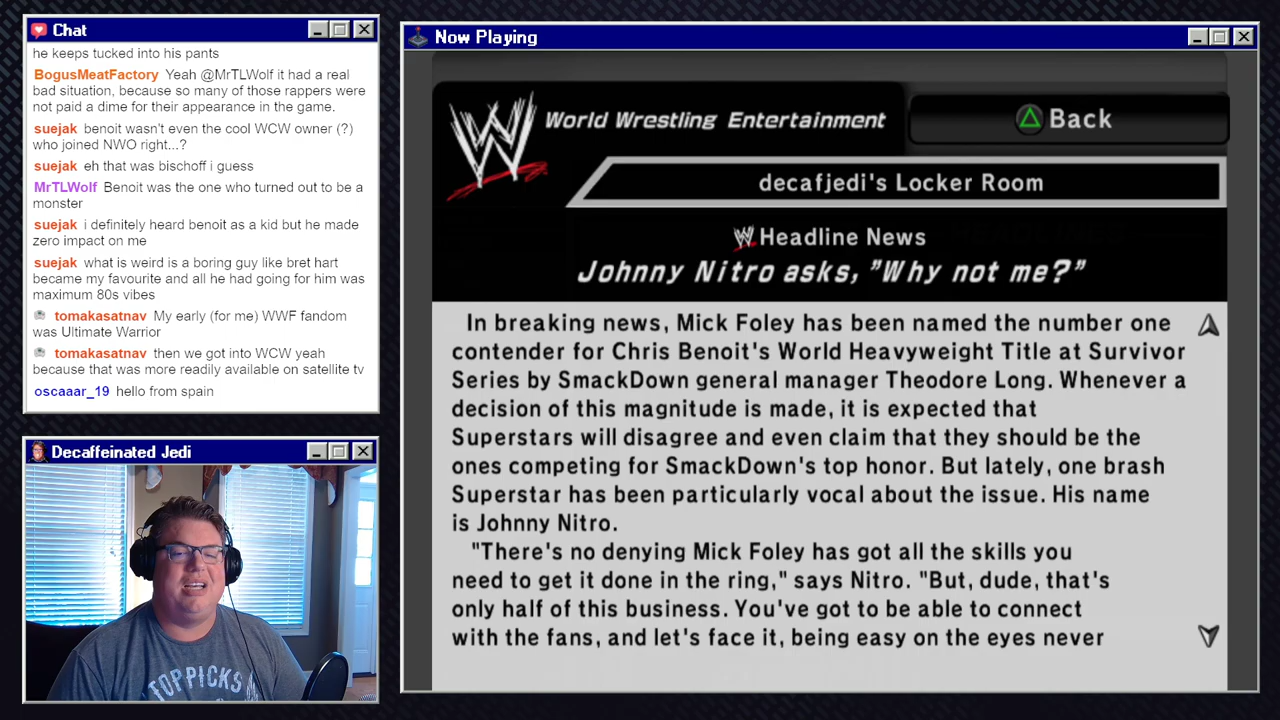 Chat
he keeps tucked into his pants
BogusMeatFactory Yeah @MrTLWolf it had a real
bad situation, because so many of those rappers were
not paid a dime for their appearance in the game.
suejak benoit wasn't even the cool WCW owner (?)
who joined NWO right...?
suejak eh that was bischoff i guess
MrTLWolf Benoit was the one who turned out to be a
monster
suejak i definitely heard benoit as a kid but he made
zero impact on me
suejak what is weird is a boring guy like bret hart
became my favourite and all he had going for him was
maximum 80s vibes
tomakasatnav My early (for me) WWF fandom
was Ultimate Warrior
tomakasatnav then we got into WCW yeah
because that was more readily available on satellite tv
oscaaar_19 hello from spain
Decaffeinated Jedi
TOPPICKS
Now Playing
W World Wrestling Entertainment
Back
decafjedi's Locker Room
W Headline News
Johnny Nitro asks, "Why not me?"
In breaking news, Mick Foley has been named the number one
contender for Chris Benoit's World Heavyweight Title at Survivor
Series by SmackDown general manager Theodore Long. Whenever a
decision of this magnitude is made, it is expected that
Superstars will disagree and even claim that they should be the
ones competing for SmackDown's top honor. But lately, one brash
Superstar has been particularly vocal about the issue. His name
is Johnny Nitro.
"There's no denying Mick Foley has got all the skills you
need to get it done in the ring," says Nitro. "But, dude, that's
only half of this business. You've got to be able to connect
with the fans, and let's face it, being easy on the eyes never